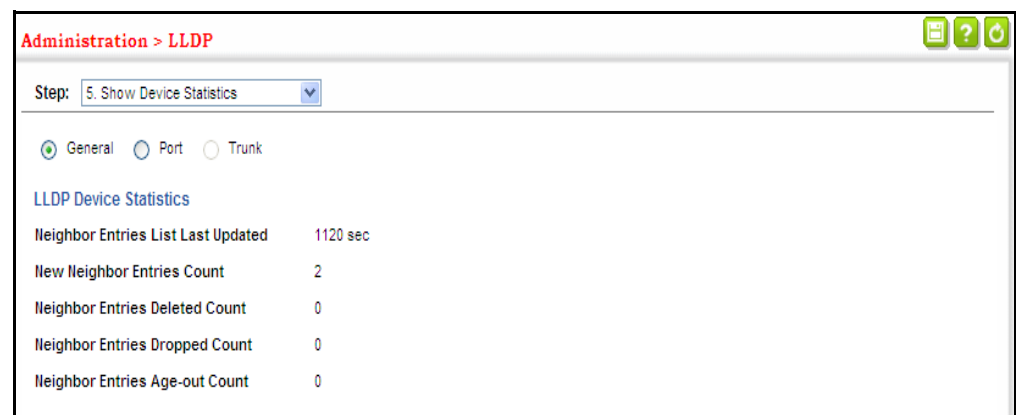 Administration > LLDP
?
Step: 5. Show Device Statistics
General Port Trunk
LLDP Device Statistics
Neighbor Entries List Last Updated 1120 sec
New Neighbor Entries Count 2
Neighbor Entries Deleted Count 0
Neighbor Entries Dropped Count 0
Neighbor Entries Age-out Count 0